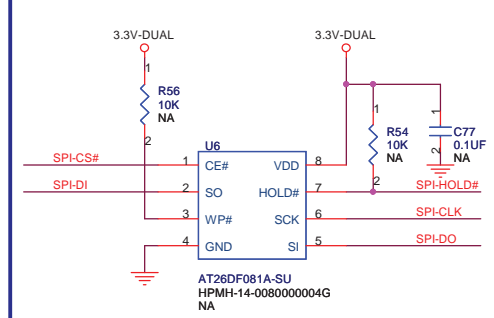 3.3V-DUAL
3.3V-DUAL
1
R56
10K
NA
2
1
R54
10K
NA
2
1
C77
0.1UF
NA
2
U6
SPI-CS#
1
CE#
VDD
8
SPI-DI
2
SO
HOLD#
7
SPI-HOLD#
3
WP#
SCK
6
SPI-CLK
4
GND
SI
5
SPI-DO
AT26DF081A-SU
HPMH-14-0080000004G
NA